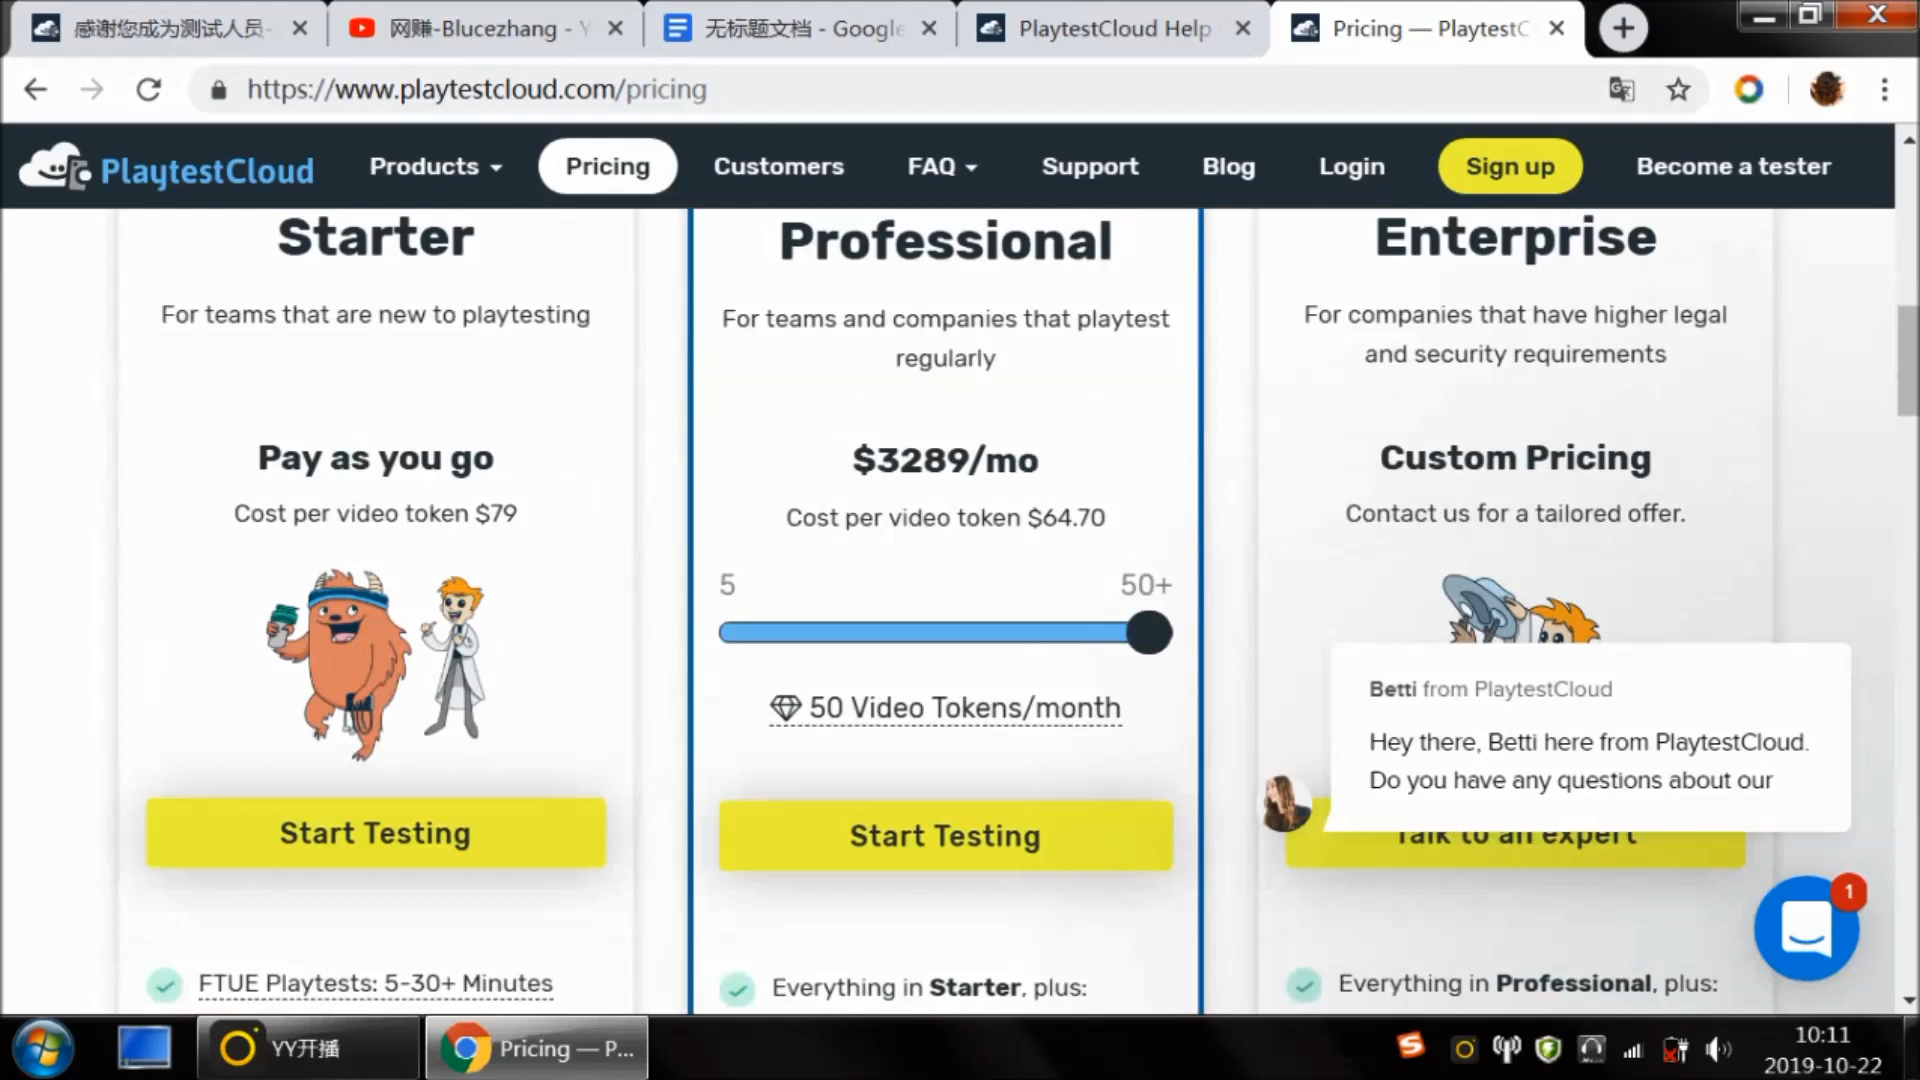 感谢您成为测试人员-
网赚-Blucezhang - Y
无标题文档 - Google
PlaytestCloud Help
Pricing — PlaytestC
https://www.playtestcloud.com/pricing
PlaytestCloud
Products
Pricing
Customers
FAQ
Support
Blog
Login
Sign up
Become a tester
Starter
For teams that are new to playtesting
Pay as you go
Cost per video token $79
Start Testing
FTUE Playtests: 5-30+ Minutes
Professional
For teams and companies that playtest
regularly
$3289/mo
Cost per video token $64.70
5
50+
50 Video Tokens/month
Start Testing
Everything in Starter, plus:
Enterprise
For companies that have higher legal
and security requirements
Custom Pricing
Contact us for a tailored offer.
Betti from PlaytestCloud
Hey there, Betti here from PlaytestCloud.
Do you have any questions about our
Talk to an expert
1
Everything in Professional, plus:
YY开播
Pricing — P...
10:11
2019-10-22